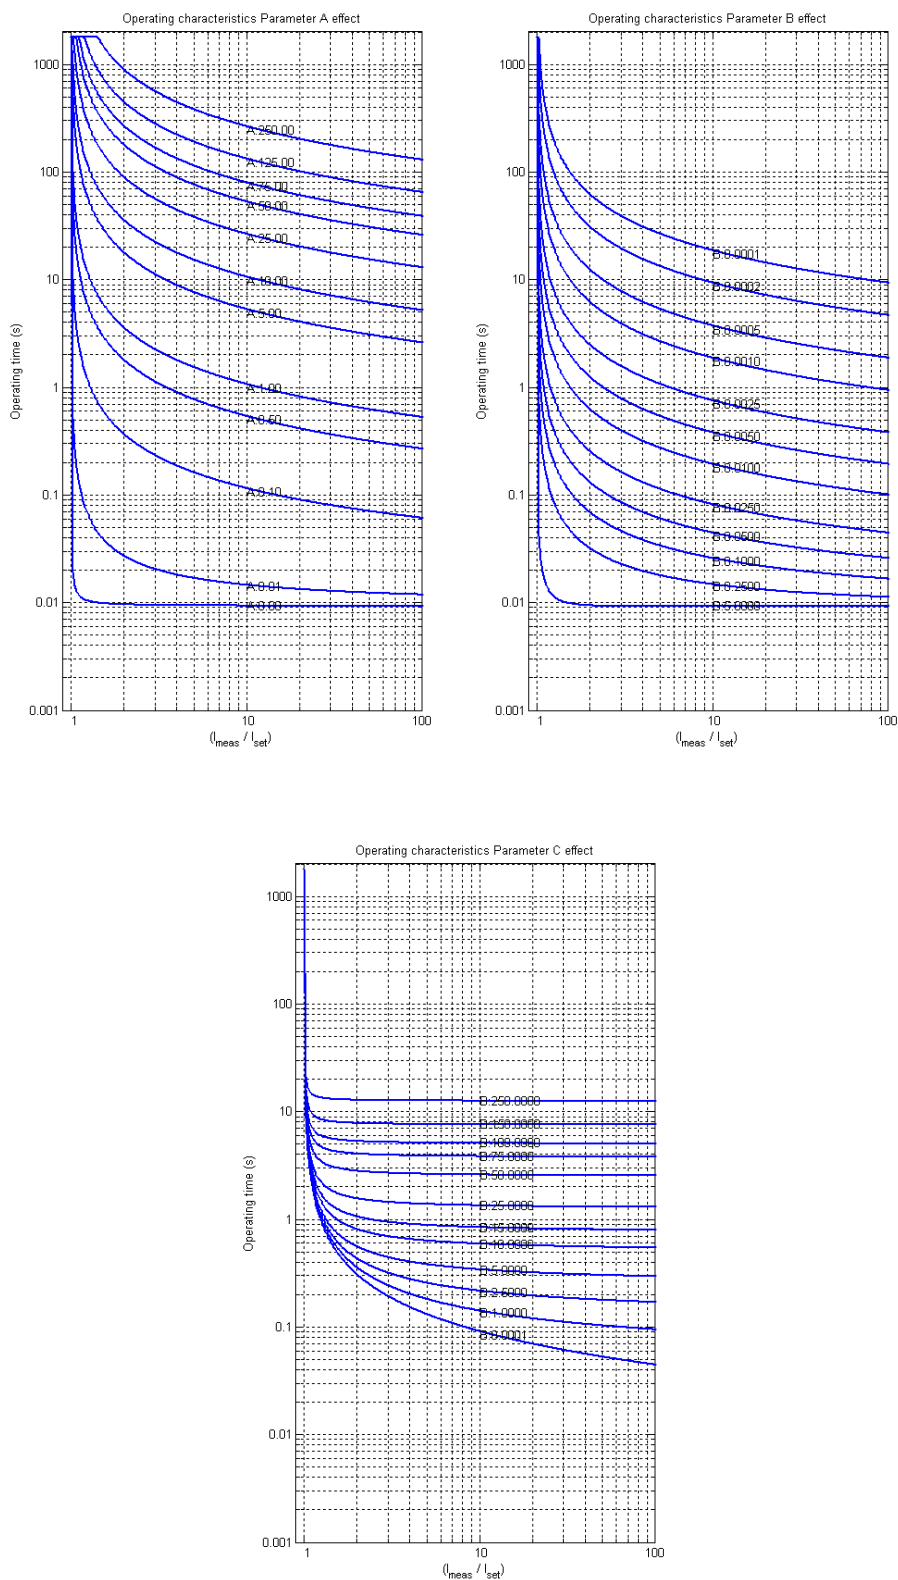 Operating characteristics Parameter A effect
1000
100
10
1
0.1
0.01
0.001
Operating time (s)
A:250.00
A:125.00
A:75.00
A:50.00
A:25.00
A:10.00
A:5.00
A:1.00
A:0.50
A:0.10
A:0.01
A:0.00
1 10 100
(Imeas / Iset)
Operating characteristics Parameter B effect
1000
100
10
1
0.1
0.01
0.001
Operating time (s)
B:0.0001
B:0.0002
B:0.0005
B:0.0010
B:0.0025
B:0.0050
B:0.0100
B:0.0250
B:0.0500
B:0.1000
B:0.2500
B:5.0000
1 10 100
(Imeas / Iset)
Operating characteristics Parameter C effect
1000
100
10
1
0.1
0.01
0.001
Operating time (s)
B:250.0000
B:150.0000
B:100.0000
B:75.0000
B:50.0000
B:25.0000
B:15.0000
B:10.0000
B:5.0000
B:2.5000
B:1.0000
B:0.0001
1 10 100
(Imeas / Iset)